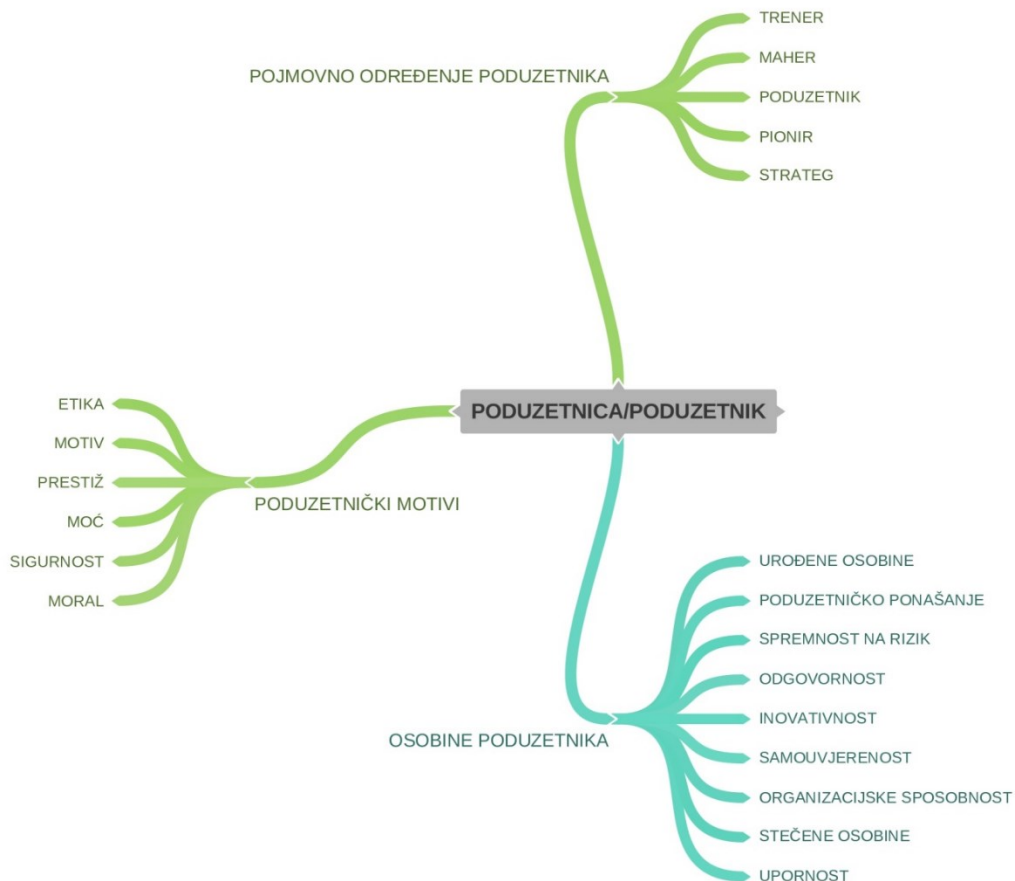 POJMOVNO ODREĐENJE PODUZETNIKA
TRENER
MAHER
PODUZETNIK
PIONIR
STRATEG
PODUZETNICA/PODUZETNIK
PODUZETNIČKI MOTIVI
ETIKA
MOTIV
PRESTIŽ
MOĆ
SIGURNOST
MORAL
OSOBINE PODUZETNIKA
UROĐENE OSOBINE
PODUZETNIČKO PONAŠANJE
SPREMNOST NA RIZIK
ODGOVORNOST
INOVATIVNOST
SAMOUVJERENOST
ORGANIZACIJSKE SPOSOBNOST
STEČENE OSOBINE
UPORNOST